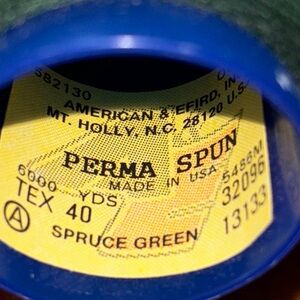 582130
AMERICAN & EFIRD, IN
MT. HOLLY, N.C. 28120 U.S.
PERMA SPUN
MADE IN USA
6000 YDS 5486M
TEX 40 32096
A 13133
SPRUCE GREEN